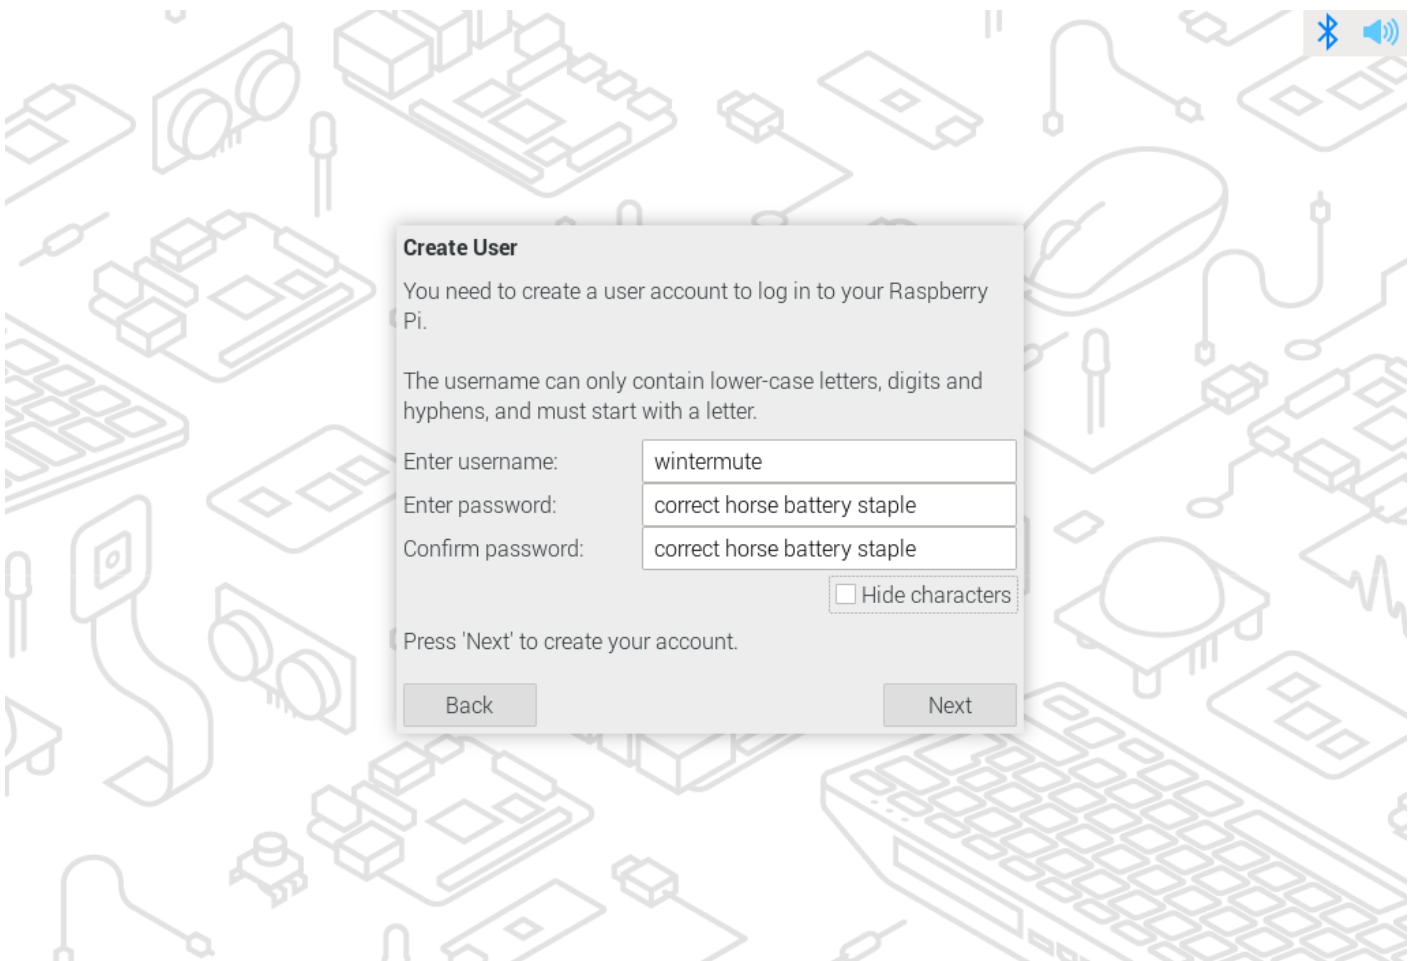 Create User
You need to create a user account to log in to your Raspberry
Pi.
The username can only contain lower-case letters, digits and
hyphens, and must start with a letter.
Enter username: wintermute
Enter password: correct horse battery staple
Confirm password: correct horse battery staple
Hide characters
Press 'Next' to create your account.
Back Next